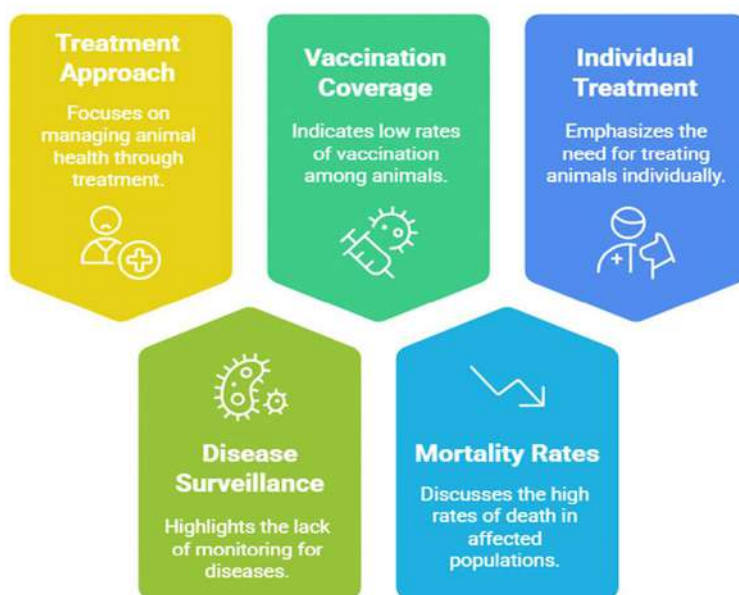 Treatment
Approach
Focuses on
managing animal
health through
treatment.
Disease
Surveillance
Highlights the lack
of monitoring for
diseases.
Vaccination
Coverage
Indicates low rates
of vaccination
among animals.
Mortality Rates
Discusses the high
rates of death in
affected
populations.
Individual
Treatment
Emphasizes the
need for treating
animals individually.